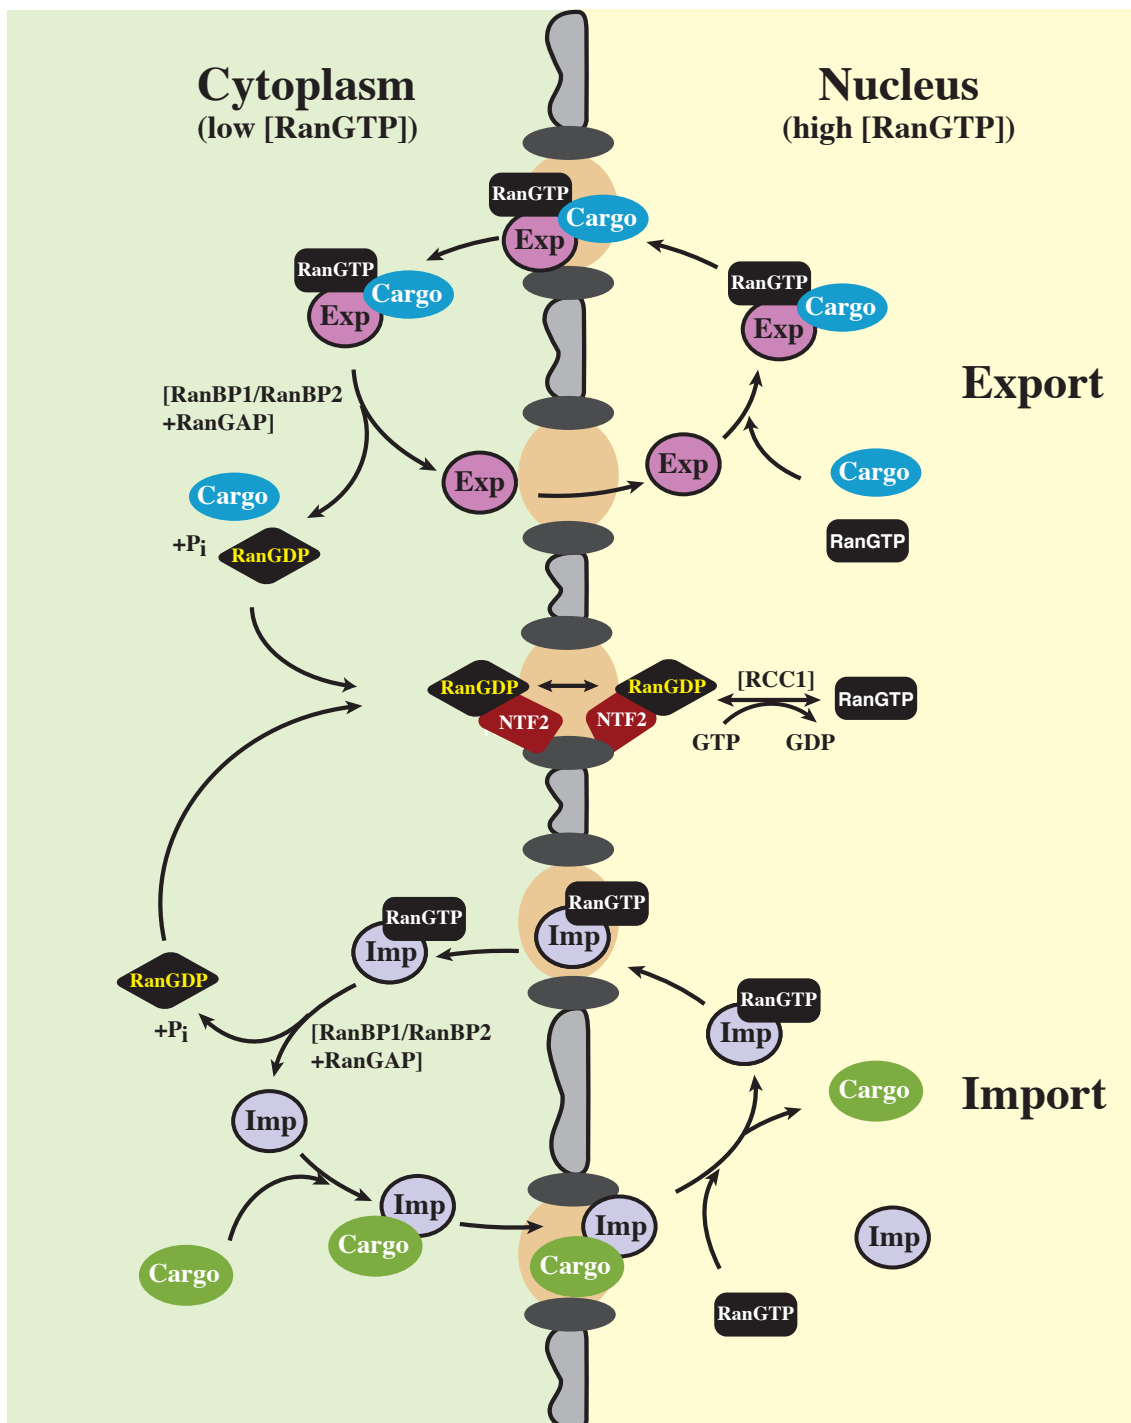 Cytoplasm
(low [RanGTP])
Nucleus
(high [RanGTP])
RanGTP
Cargo
Exp
RanGTP
Cargo
Exp
RanGTP
Cargo
Exp
Export
[RanBP1/RanBP2
+RanGAP]
Exp
Exp
Cargo
RanGTP
Cargo
+Pi
RanGDP
RanGDP
NTF2
RanGDP
NTF2
[RCC1]
RanGTP
GTP
GDP
RanGTP
Imp
RanGTP
Imp
RanGDP
+Pi
[RanBP1/RanBP2
+RanGAP]
RanGTP
Imp
Cargo
Import
Imp
Imp
Cargo
Cargo
Imp
Cargo
Imp
RanGTP